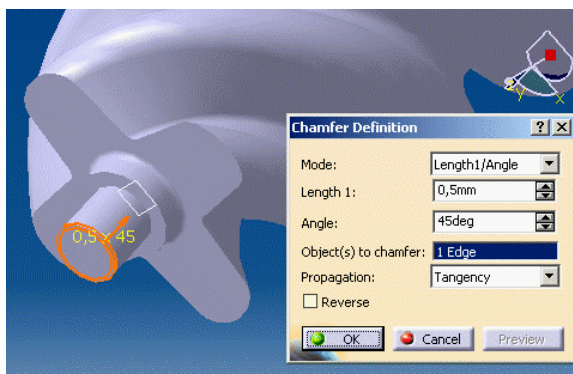 Chamfer Definition
? X
Mode: Length1/Angle
Length 1: 0,5mm
Angle: 45deg
Object(s) to chamfer: 1 Edge
Propagation: Tangency
Reverse
OK Cancel Preview
0,5 x 45
z y x